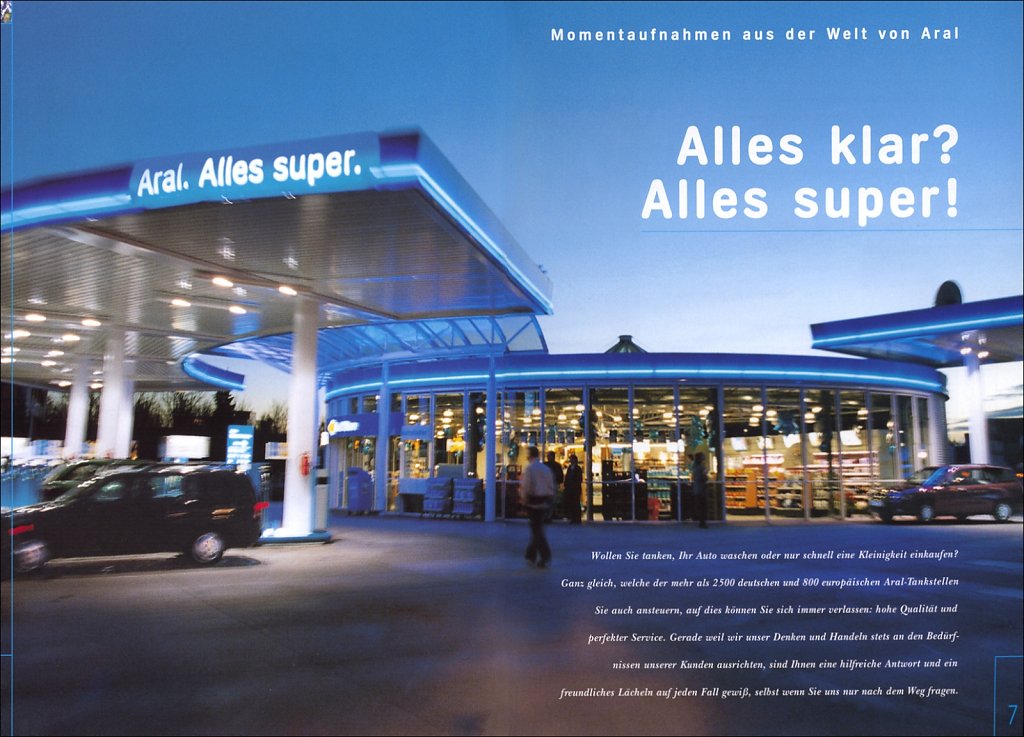 Momentaufnahmen aus der Welt von Aral
Alles klar?
Alles super!
Aral. Alles super.
Wollen Sie tanken, Ihr Auto waschen oder nur schnell eine Kleinigkeit einkaufen?
Ganz gleich, welche der mehr als 2500 deutschen und 800 europäischen Aral-Tankstellen
Sie auch ansteuern, auf dies können Sie sich immer verlassen: hohe Qualität und
perfekter Service. Gerade weil wir unser Denken und Handeln stets an den Bedürf-
nissen unserer Kunden ausrichten, sind Ihnen eine hilfreiche Antwort und ein
freundliches Lächeln auf jeden Fall gewiß, selbst wenn Sie uns nur nach dem Weg fragen.
7